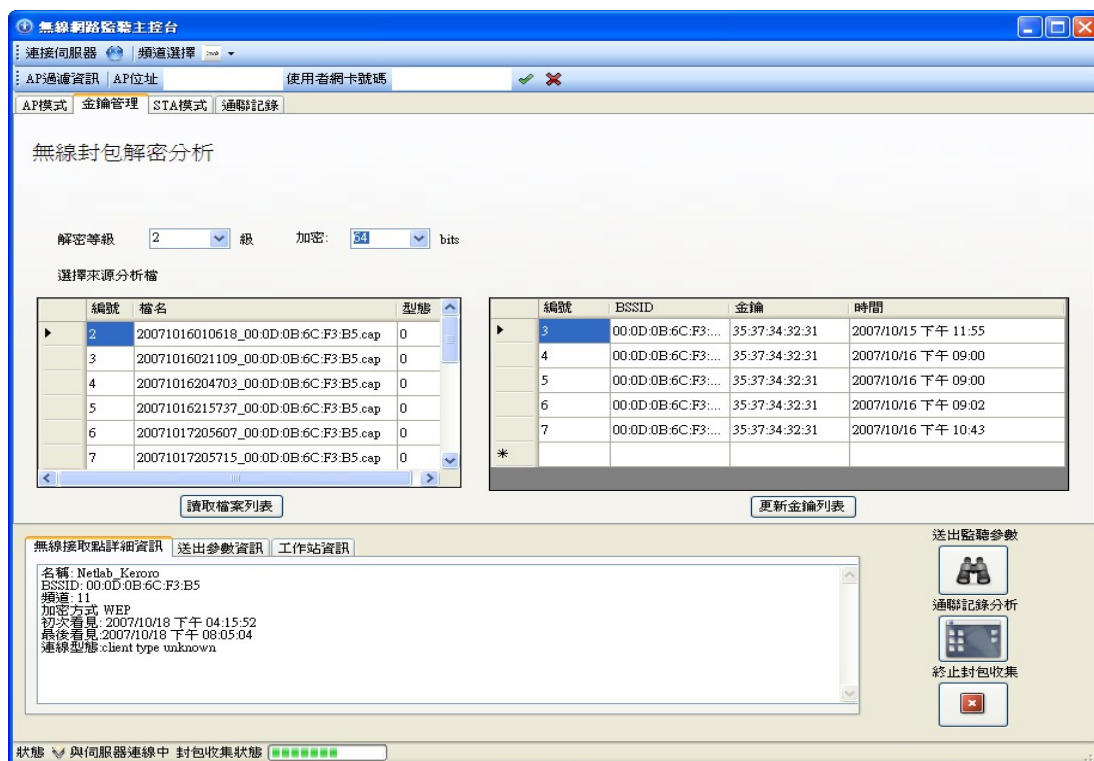 無線網路監聽主控台
連接伺服器 頻道選擇
AP過濾資訊 AP位址 使用者網卡號碼
AP模式 金鑰管理 STA模式 通聯記錄
無線封包解密分析
解密等級 2 級 加密: 64 bits
選擇來源分析檔
編號 檔名 型態
2 20071016010618_00:0D:0B:6C:F3:B5.cap 0
3 20071016021109_00:0D:0B:6C:F3:B5.cap 0
4 20071016204703_00:0D:0B:6C:F3:B5.cap 0
5 20071016215737_00:0D:0B:6C:F3:B5.cap 0
6 20071017205607_00:0D:0B:6C:F3:B5.cap 0
7 20071017205715_00:0D:0B:6C:F3:B5.cap 0
讀取檔案列表
編號 BSSID 金鑰 時間
3 00:0D:0B:6C:F3:... 35:37:34:32:31 2007/10/15 下午 11:55
4 00:0D:0B:6C:F3:... 35:37:34:32:31 2007/10/16 下午 09:00
5 00:0D:0B:6C:F3:... 35:37:34:32:31 2007/10/16 下午 09:00
6 00:0D:0B:6C:F3:... 35:37:34:32:31 2007/10/16 下午 09:02
7 00:0D:0B:6C:F3:... 35:37:34:32:31 2007/10/16 下午 10:43
更新金鑰列表
無線接取點詳細資訊 送出參數資訊 工作站資訊
名稱: Netlab_Keroro
BSSID: 00:0D:0B:6C:F3:B5
頻道: 11
加密方式 WEP
初次看見: 2007/10/18 下午 04:15:52
最後看見:2007/10/18 下午 08:05:04
連線型態:client type unknown
送出監聽參數
通聯記錄分析
終止封包收集
狀態 與伺服器連線中 封包收集狀態